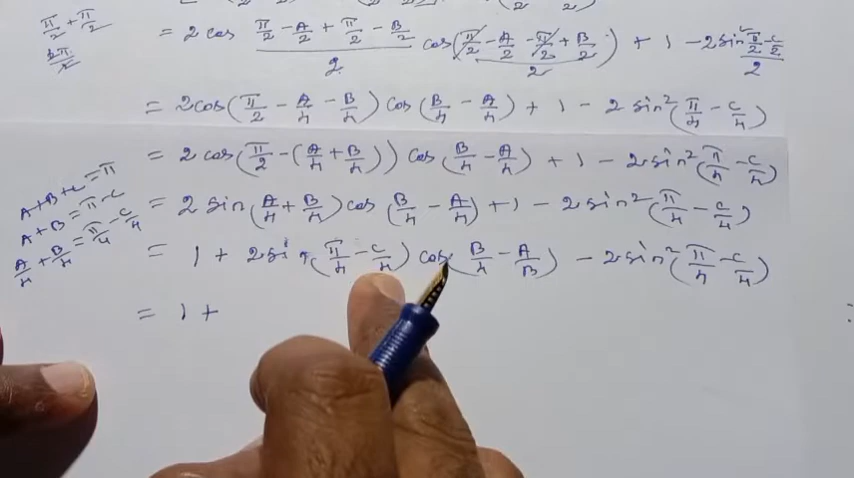 π/2 + π/2
2π/2
= 2 cos (π/2 - A/2 + π/2 - B/2)/2 cos (π/2 - A/2 - π/2 + B/2)/2 + 1 - 2 sin² (π/2 - C/2)/2
= 2cos(π/2 - A/4 - B/4) cos(B/4 - A/4) + 1 - 2 sin²(π/4 - C/4)
= 2 cos(π/2 - (A/4 + B/4)) cos(B/4 - A/4) + 1 - 2 sin²(π/4 - C/4)
A+B+C=π
A+B=π-C
A/4 + B/4 = π/4 - C/4
= 2 sin(A/4 + B/4) cos(B/4 - A/4) + 1 - 2 sin²(π/4 - C/4)
= 1 + 2 sin(π/4 - C/4) cos(B/4 - A/B) - 2 sin²(π/4 - C/4)
= 1 +